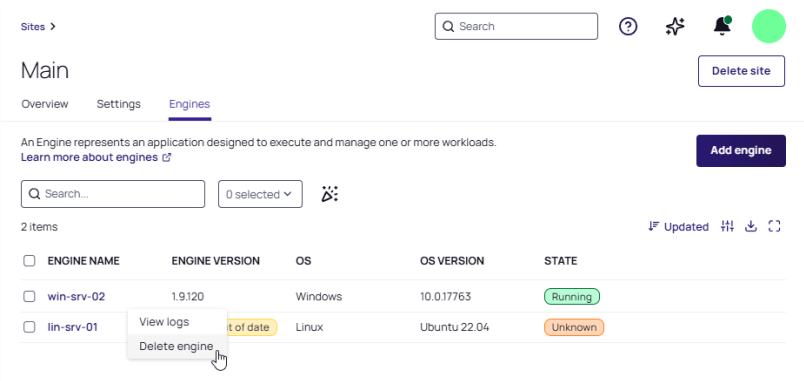 Sites >
Search
Main
Delete site
Overview Settings Engines
An Engine represents an application designed to execute and manage one or more workloads.
Learn more about engines
Add engine
Search...
0 selected
2 items
Updated
ENGINE NAME ENGINE VERSION OS OS VERSION STATE
win-srv-02 1.9.120 Windows 10.0.17763 Running
lin-srv-01 t of date Linux Ubuntu 22.04 Unknown
View logs
Delete engine